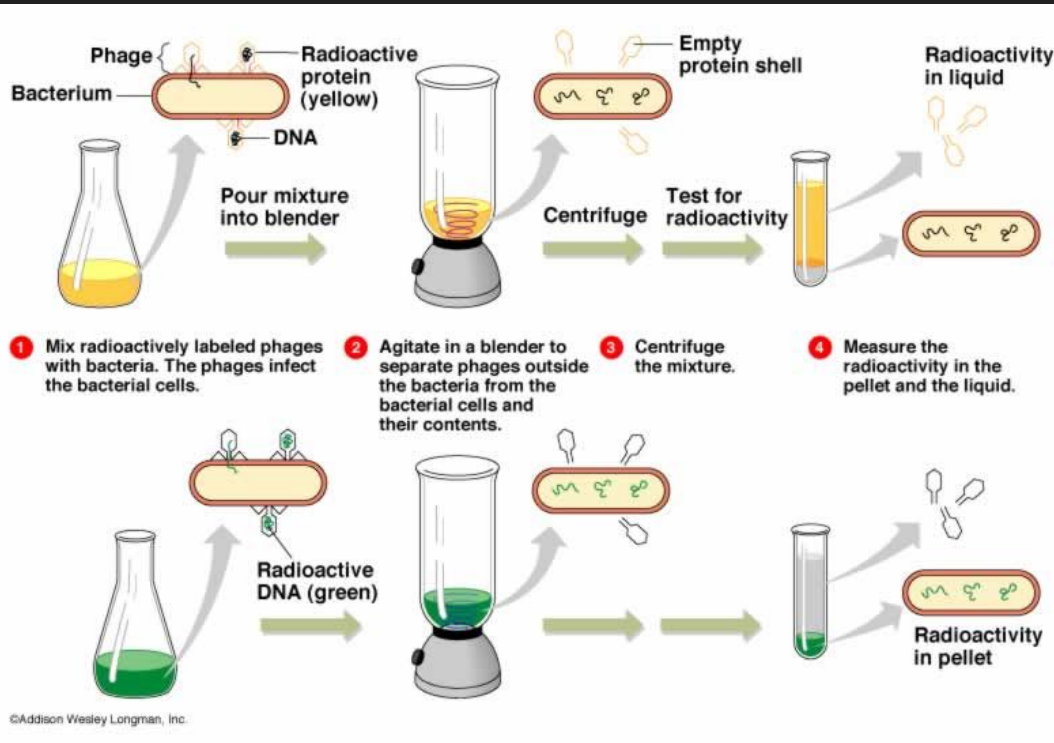 Phage
Radioactive
protein
(yellow)
Bacterium
DNA
Pour mixture
into blender
Empty
protein shell
Centrifuge
Test for
radioactivity
Radioactivity
in liquid
1 Mix radioactively labeled phages
with bacteria. The phages infect
the bacterial cells.
2 Agitate in a blender to
separate phages outside
the bacteria from the
bacterial cells and
their contents.
3 Centrifuge
the mixture.
4 Measure the
radioactivity in the
pellet and the liquid.
Radioactive
DNA (green)
Radioactivity
in pellet
©Addison Wesley Longman, Inc.